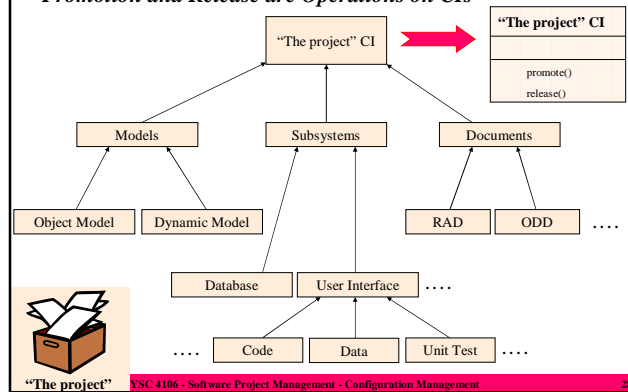 Promotion and Release are Operations on CIs
"The project" CI
"The project" CI
promote()
release()
Models
Subsystems
Documents
Object Model
Dynamic Model
RAD
ODD
....
Database
User Interface
....
....
Code
Data
Unit Test
....
"The project"
YSC 4106 - Software Project Management - Configuration Management